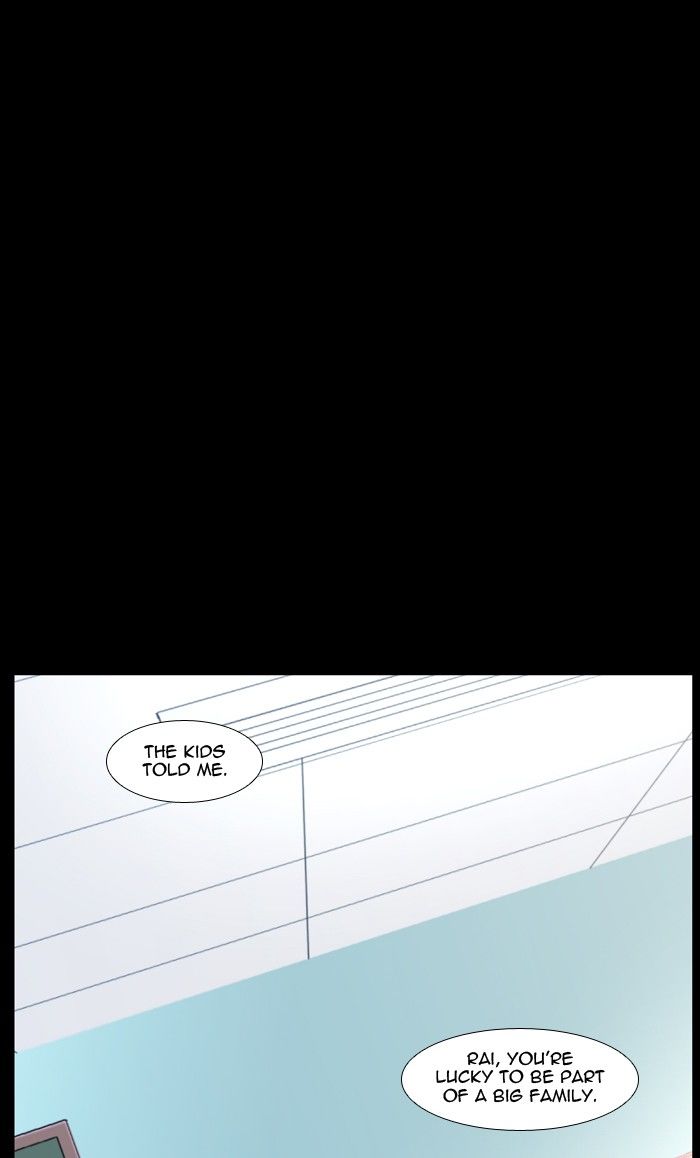 THE KIDS
TOLD ME.
RAI, YOU'RE
LUCKY TO BE PART
OF A BIG FAMILY.